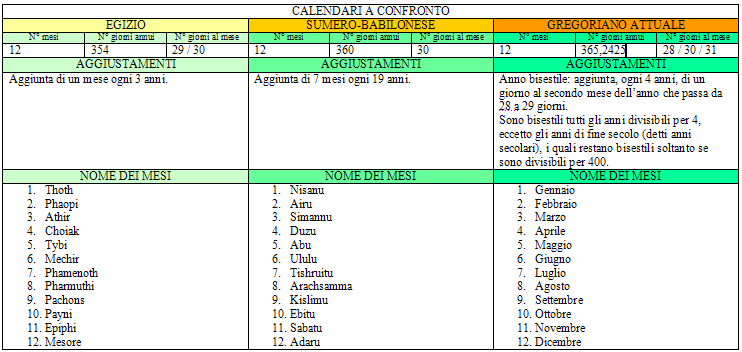 CALENDARI A CONFRONTO
EGIZIO SUMERO-BABILONESE GREGORIANO ATTUALE
N° mesi N° giorni annui N° giorni al mese N° mesi N° giorni annui N° giorni al mese N° mesi N° giorni annui N° giorni al mese
12 354 29 / 30 12 360 30 12 365,2425 28 / 30 / 31
AGGIUSTAMENTI AGGIUSTAMENTI AGGIUSTAMENTI
Aggiunta di un mese ogni 3 anni.
Aggiunta di 7 mesi ogni 19 anni.
Anno bisestile: aggiunta, ogni 4 anni, di un
giorno al secondo mese dell’anno che passa da
28 a 29 giorni.
Sono bisestili tutti gli anni divisibili per 4,
eccetto gli anni di fine secolo (detti anni
secolari), i quali restano bisestili soltanto se
sono divisibili per 400.
NOME DEI MESI NOME DEI MESI NOME DEI MESI
1. Thoth
2. Phaopi
3. Athir
4. Choiak
5. Tybi
6. Mechir
7. Phamenoth
8. Pharmuthi
9. Pachons
10. Payni
11. Epiphi
12. Mesore
1. Nisanu
2. Airu
3. Simannu
4. Duzu
5. Abu
6. Ululu
7. Tishruitu
8. Arachsamma
9. Kislimu
10. Ebitu
11. Sabatu
12. Adaru
1. Gennaio
2. Febbraio
3. Marzo
4. Aprile
5. Maggio
6. Giugno
7. Luglio
8. Agosto
9. Settembre
10. Ottobre
11. Novembre
12. Dicembre